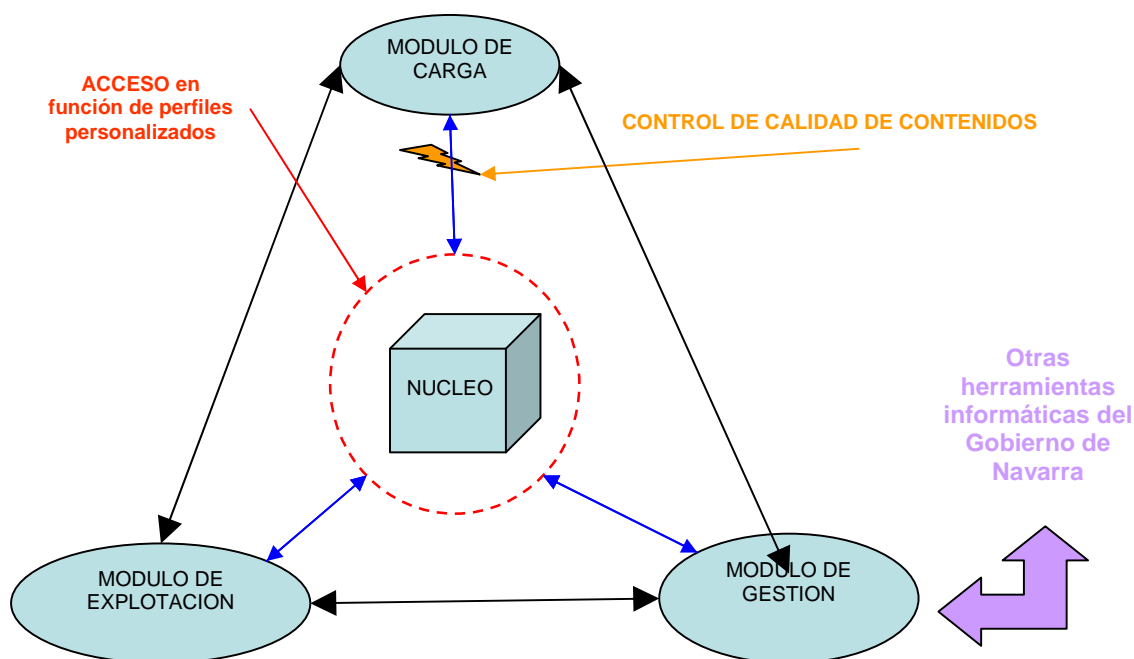 MODULO DE
CARGA
ACCESO en
función de perfiles
personalizados
CONTROL DE CALIDAD DE CONTENIDOS
NUCLEO
Otras
herramientas
informáticas del
Gobierno de
Navarra
MODULO DE
EXPLOTACION
MODULO DE
GESTION